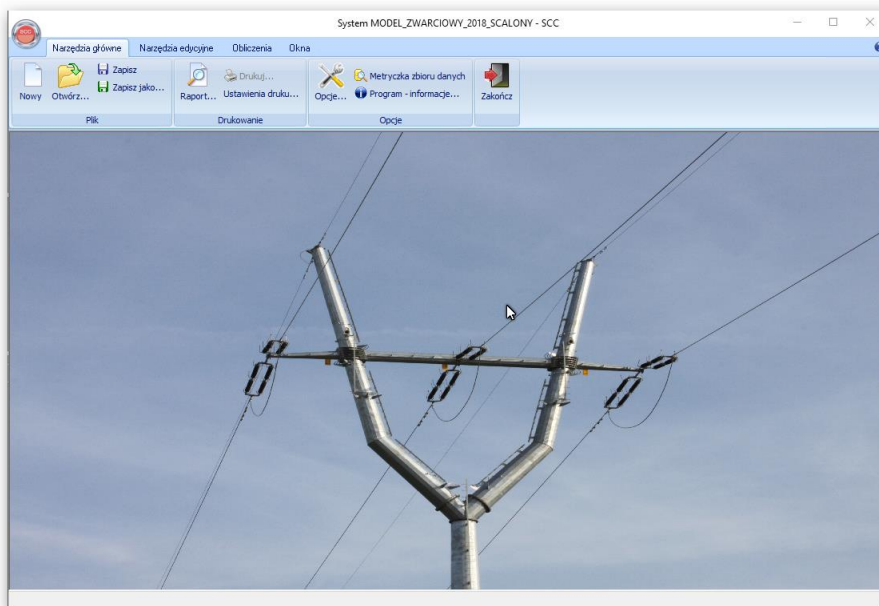 System MODEL_ZWARCIOWY_2018_SCALONY - SCC
SCC
Narzędzia główne Narzędzia edycyjne Obliczenia Okna
Nowy Otwórz... Zapisz
Zapisz jako...
Plik
Raport... Drukuj...
Ustawienia druku...
Drukowanie
Opcje... Metryczka zbioru danych
Program - informacje...
Opcje
Zakończ